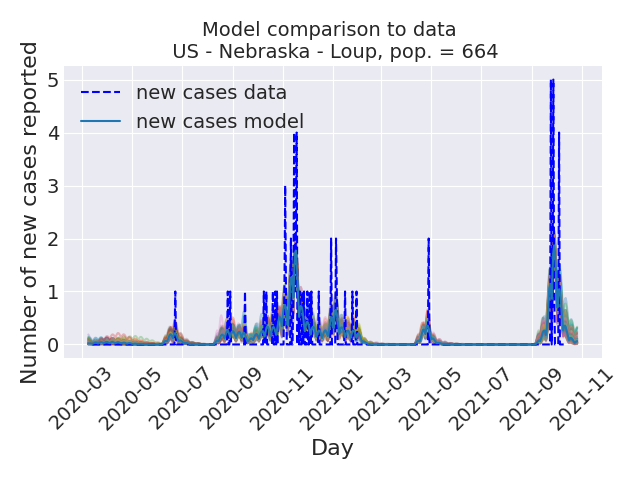 Model comparison to data
US - Nebraska - Loup, pop. = 664
Number of new cases reported
5
4
3
2
1
0
new cases data
new cases model
2020-03
2020-05
2020-07
2020-09
2020-11
2021-01
2021-03
2021-05
2021-07
2021-09
2021-11
Day